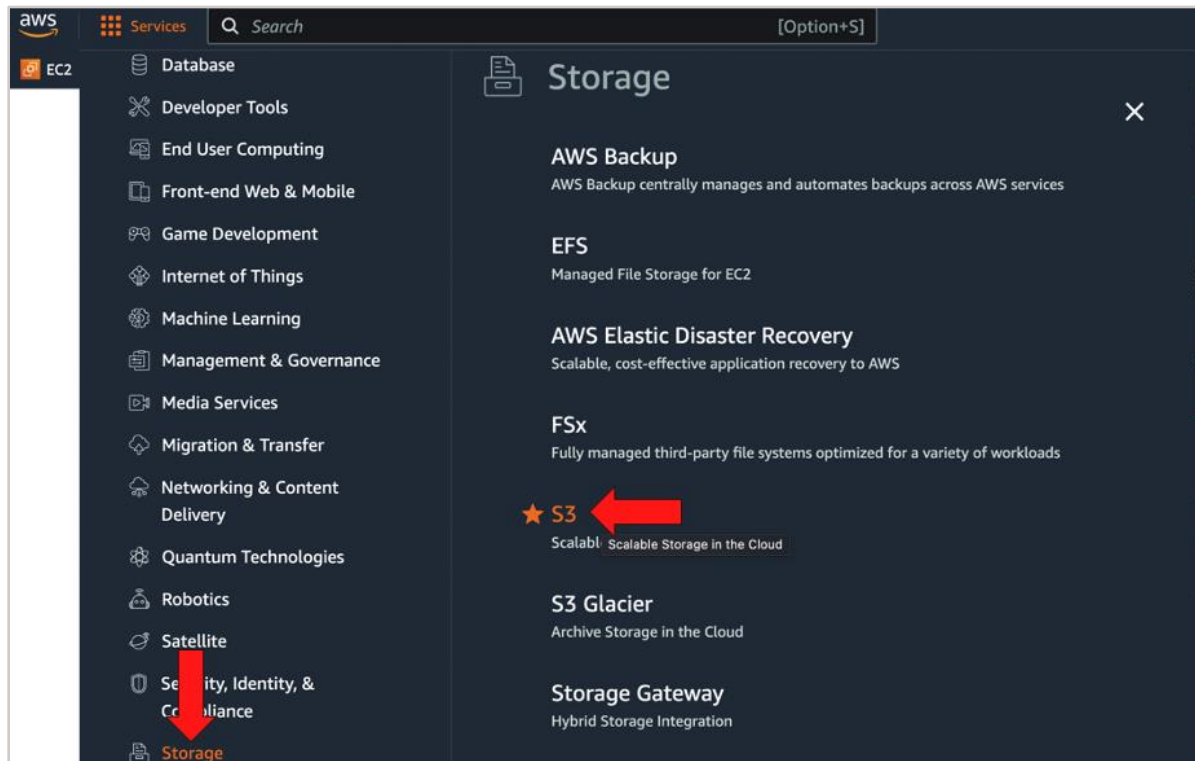 aws
Services
Search
[Option+S]
EC2
Database
Developer Tools
End User Computing
Front-end Web & Mobile
Game Development
Internet of Things
Machine Learning
Management & Governance
Media Services
Migration & Transfer
Networking & Content
Delivery
Quantum Technologies
Robotics
Satellite
Security, Identity, &
Compliance
Storage
Storage
AWS Backup
AWS Backup centrally manages and automates backups across AWS services
EFS
Managed File Storage for EC2
AWS Elastic Disaster Recovery
Scalable, cost-effective application recovery to AWS
FSx
Fully managed third-party file systems optimized for a variety of workloads
S3
Scalabl
Scalable Storage in the Cloud
S3 Glacier
Archive Storage in the Cloud
Storage Gateway
Hybrid Storage Integration